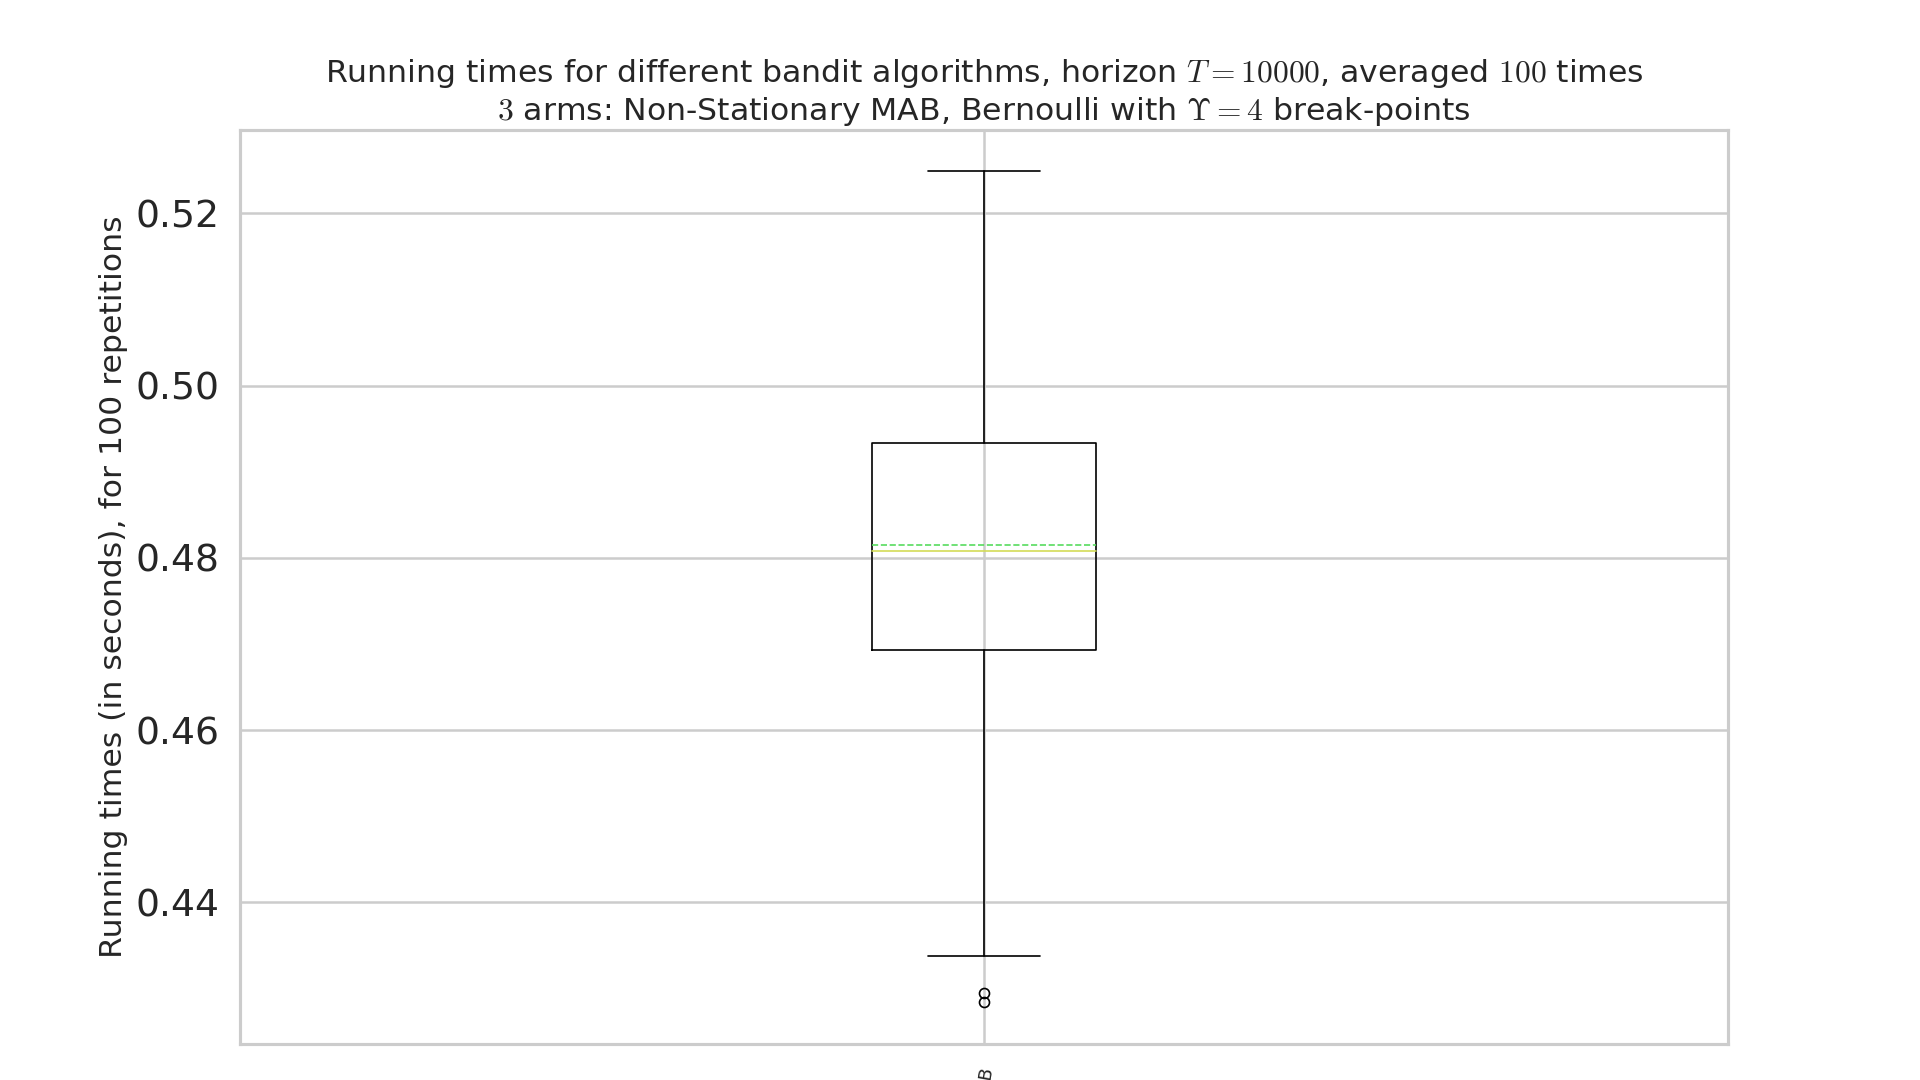 Running times for different bandit algorithms, horizon T = 10000, averaged 100 times
3 arms: Non-Stationary MAB, Bernoulli with ϒ = 4 break-points
Running times (in seconds), for 100 repetitions
0.52
0.50
0.48
0.46
0.44
B